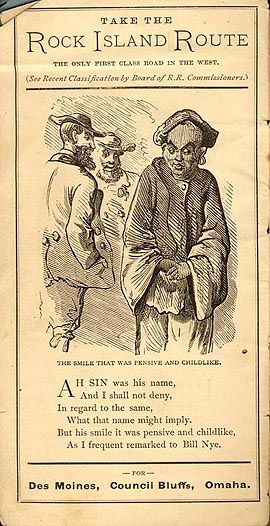 TAKE THE
ROCK ISLAND ROUTE
THE ONLY FIRST CLASS ROAD IN THE WEST.
(See Recent Classification by Board of R.R. Commissioners.)
THE SMILE THAT WAS PENSIVE AND CHILDLIKE.
AH SIN was his name,
And I shall not deny,
In regard to the same,
What that name might imply.
But his smile it was pensive and childlike,
As I frequent remarked to Bill Nye.
—FOR—
Des Moines, Council Bluffs, Omaha.